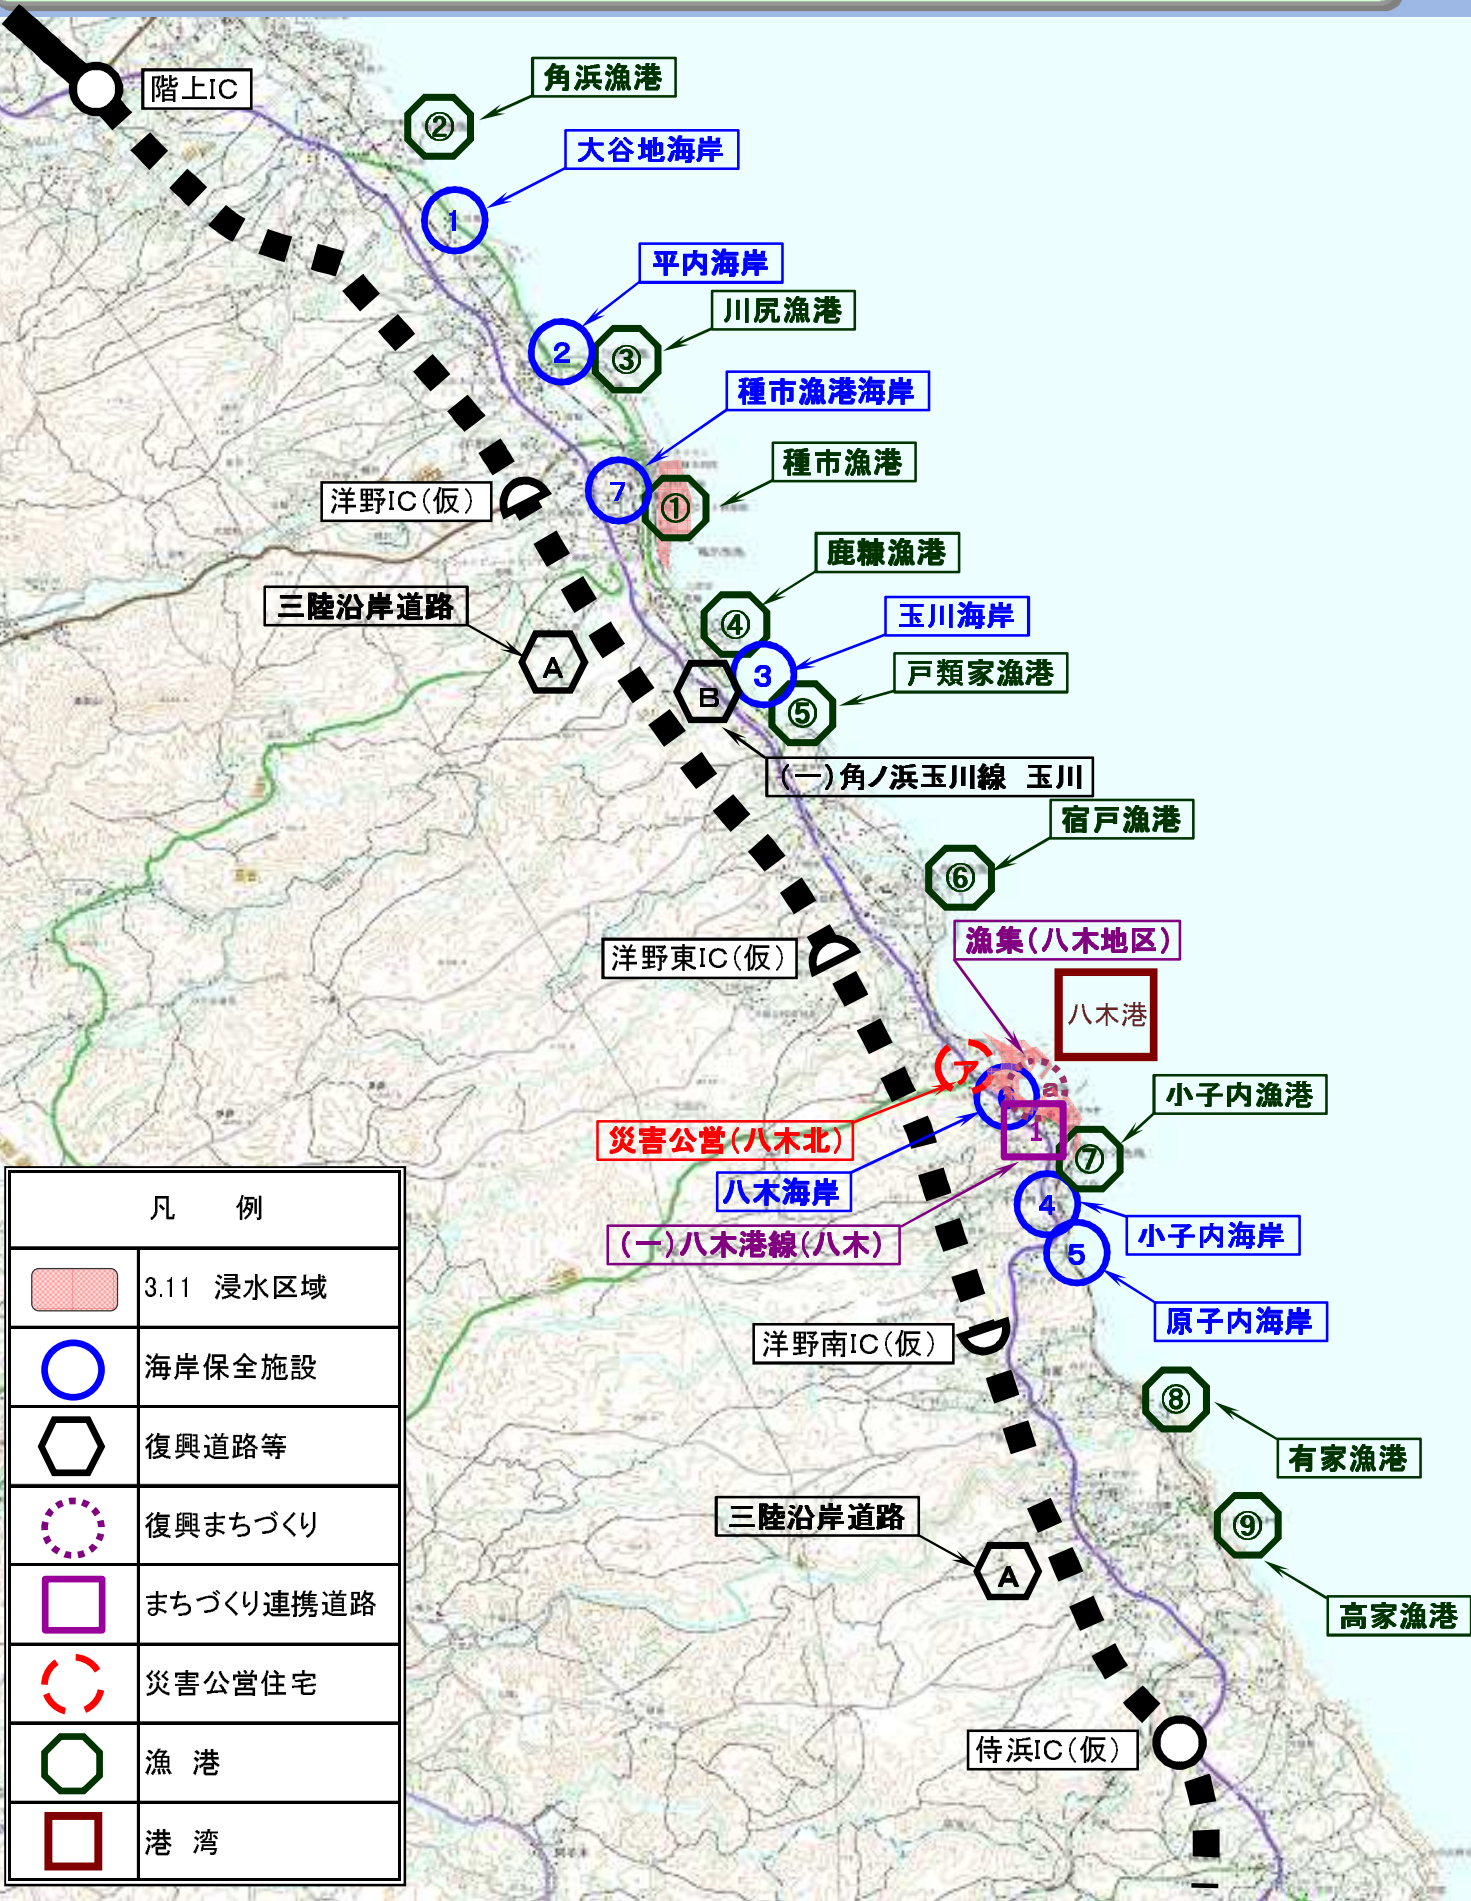 階上IC
角浜漁港
②
大谷地海岸
1
平内海岸
川尻漁港
2
③
種市漁港海岸
種市漁港
洋野IC(仮)
7
①
鹿糠漁港
三陸沿岸道路
玉川海岸
④
A
B
3
戸類家漁港
⑤
(一)角ノ浜玉川線 玉川
宿戸漁港
⑥
漁集(八木地区)
洋野東IC(仮)
八木港
ア
a
小子内漁港
災害公営(八木北)
1
⑦
八木海岸
4
(一)八木港線(八木)
小子内海岸
5
原子内海岸
洋野南IC(仮)
⑧
有家漁港
三陸沿岸道路
⑨
A
高家漁港
侍浜IC(仮)
凡 例
3.11 浸水区域
海岸保全施設
復興道路等
復興まちづくり
まちづくり連携道路
災害公営住宅
漁 港
港 湾